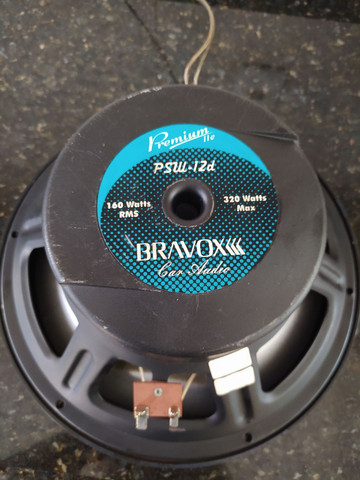 Premium
PSW-12d
160 Watts
RMS
320 Watts
Max
BRAVOX
Car Audio